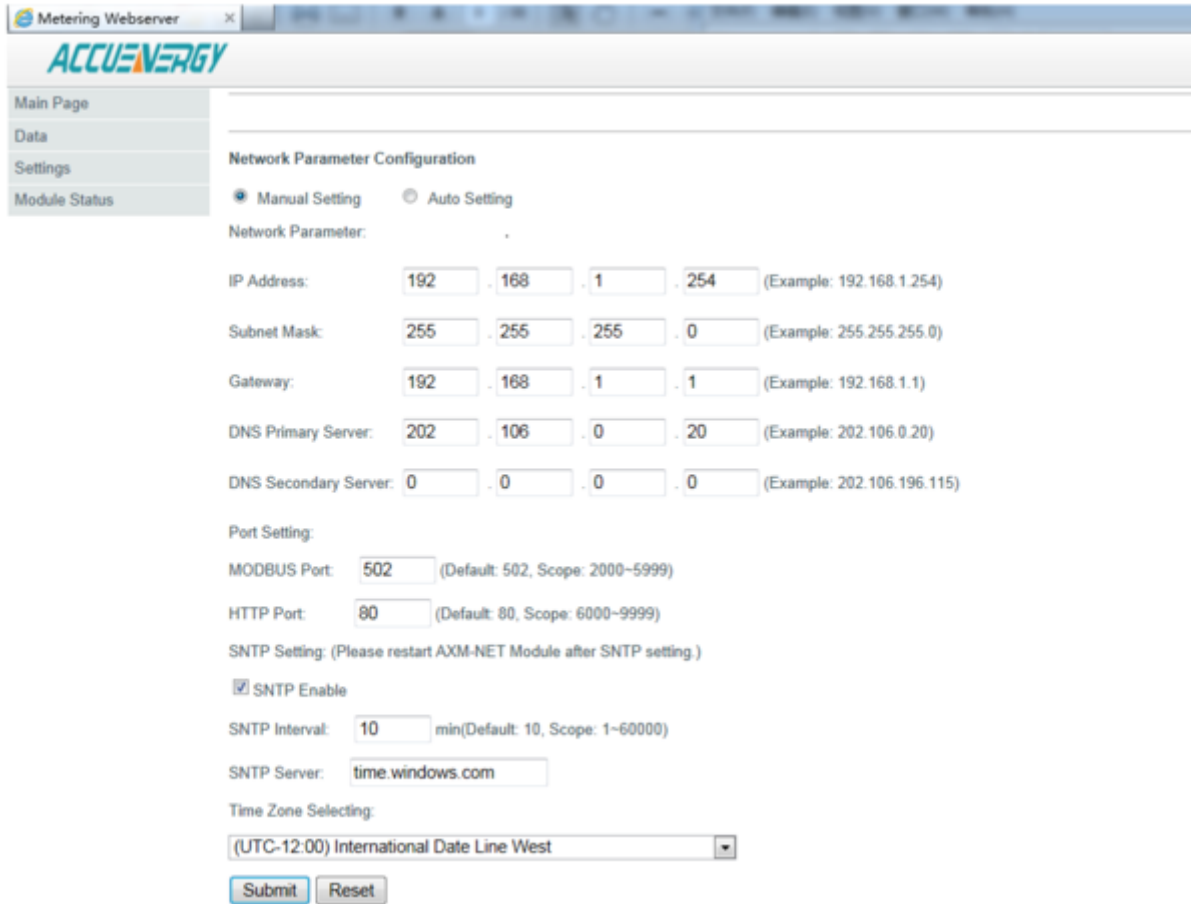 Metering Webserver ×
ACCUENERGY
Main Page
Data
Settings
Module Status
Network Parameter Configuration
Manual Setting Auto Setting
Network Parameter: .
IP Address: 192 . 168 . 1 . 254 (Example: 192.168.1.254)
Subnet Mask: 255 . 255 . 255 . 0 (Example: 255.255.255.0)
Gateway: 192 . 168 . 1 . 1 (Example: 192.168.1.1)
DNS Primary Server: 202 . 106 . 0 . 20 (Example: 202.106.0.20)
DNS Secondary Server: 0 . 0 . 0 . 0 (Example: 202.106.196.115)
Port Setting:
MODBUS Port: 502 (Default: 502, Scope: 2000~5999)
HTTP Port: 80 (Default: 80, Scope: 6000~9999)
SNTP Setting: (Please restart AXM-NET Module after SNTP setting.)
SNTP Enable
SNTP Interval: 10 min(Default: 10, Scope: 1~60000)
SNTP Server: time.windows.com
Time Zone Selecting:
(UTC-12:00) International Date Line West
Submit Reset